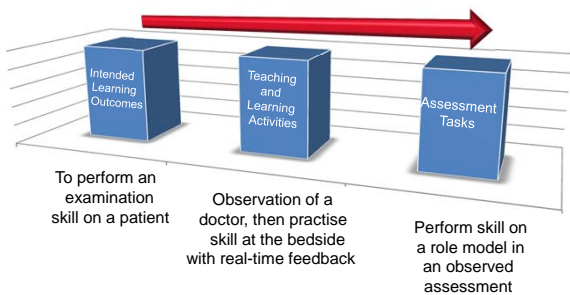 Intended
Learning
Outcomes
Teaching
and
Learning
Activities
Assessment
Tasks
To perform an
examination
skill on a patient
Observation of a
doctor, then practise
skill at the bedside
with real-time feedback
Perform skill on
a role model in
an observed
assessment